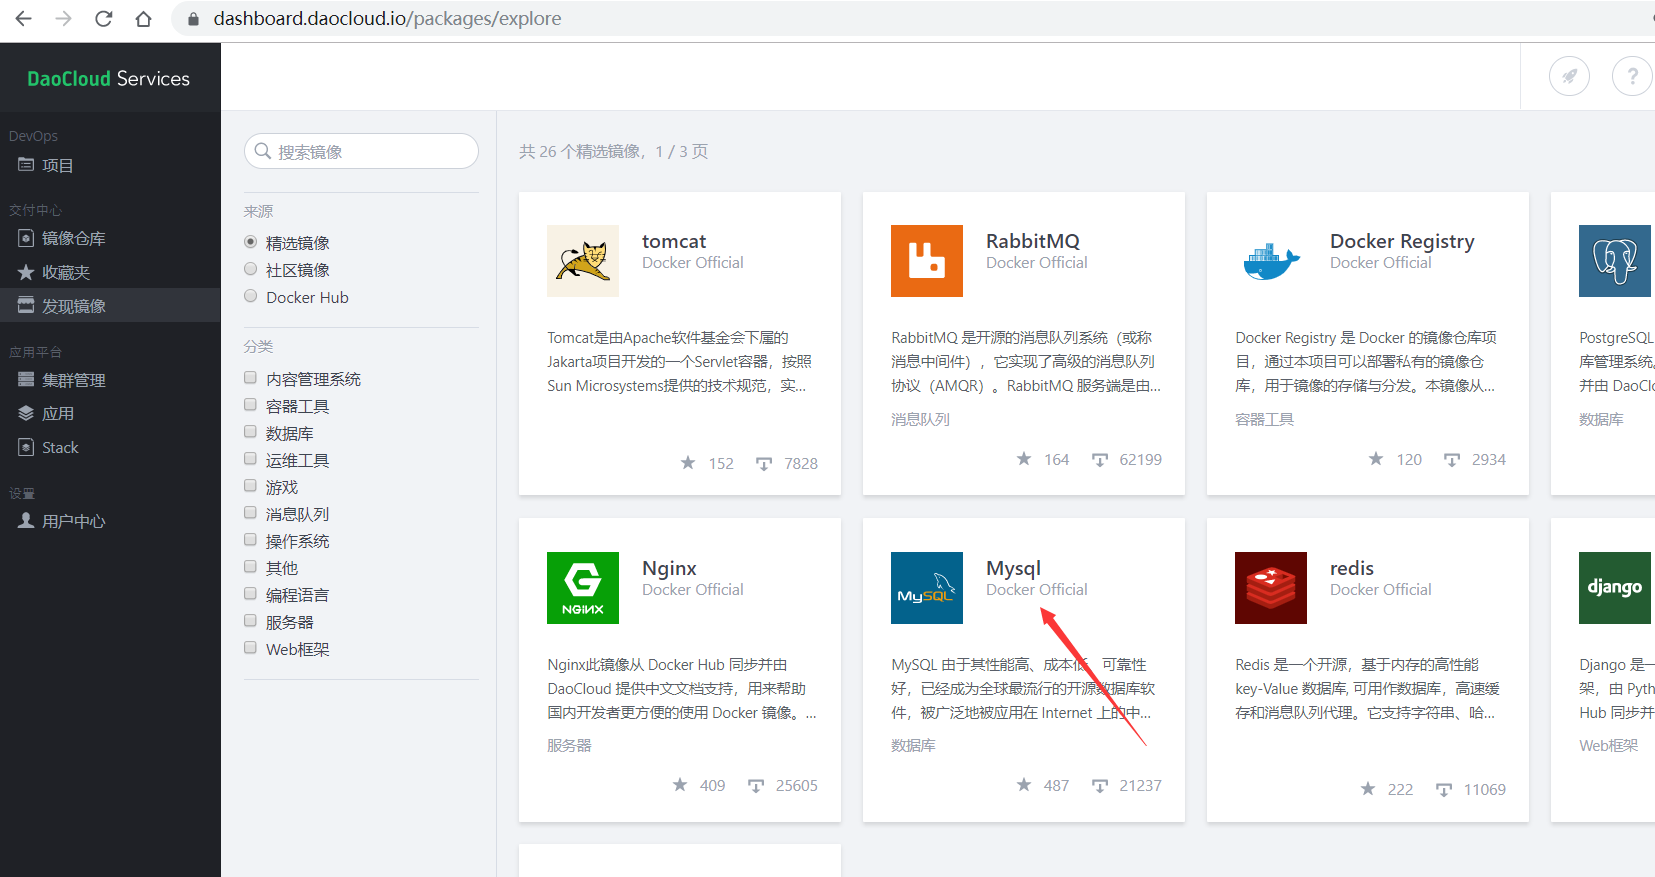 dashboard.daocloud.io/packages/explore
DaoCloud Services
?
DevOps
项目
交付中心
镜像仓库
收藏夹
发现镜像
应用平台
集群管理
应用
Stack
设置
用户中心
搜索镜像
来源
精选镜像
社区镜像
Docker Hub
分类
内容管理系统
容器工具
数据库
运维工具
游戏
消息队列
操作系统
其他
编程语言
服务器
Web框架
共 26 个精选镜像，1 / 3 页
tomcat
Docker Official
Tomcat是由Apache软件基金会下属的
Jakarta项目开发的一个Servlet容器，按照
Sun Microsystems提供的技术规范，实...
152 7828
RabbitMQ
Docker Official
RabbitMQ 是开源的消息队列系统（或称
消息中间件），它实现了高级的消息队列
协议（AMQR）。RabbitMQ 服务端是由...
消息队列
164 62199
Docker Registry
Docker Official
Docker Registry 是 Docker 的镜像仓库项
目，通过本项目可以部署私有的镜像仓
库，用于镜像的存储与分发。本镜像从...
容器工具
120 2934
PostgreSQL
库管理系统,
并由 DaoClo
数据库
NGINX
Nginx
Docker Official
Nginx此镜像从 Docker Hub 同步并由
DaoCloud 提供中文文档支持，用来帮助
国内开发者更方便的使用 Docker 镜像。...
服务器
409 25605
MySQL
Mysql
Docker Official
MySQL 由于其性能高、成本低、可靠性
好，已经成为全球最流行的开源数据库软
件，被广泛地被应用在 Internet 上的中...
数据库
487 21237
redis
Docker Official
Redis 是一个开源，基于内存的高性能
key-Value 数据库, 可用作数据库，高速缓
存和消息队列代理。它支持字符串、哈...
222 11069
django
Django 是一
架，由 Pyth
Hub 同步并
Web框架